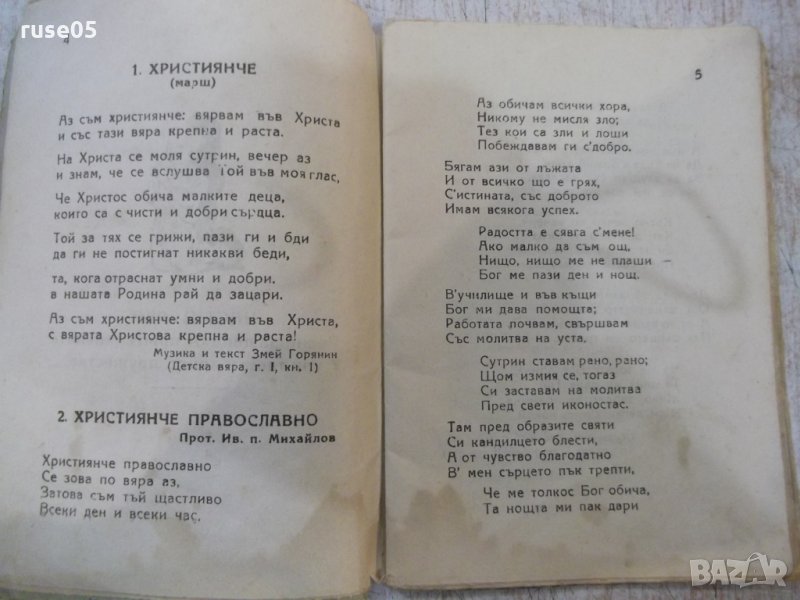 ruse05
4
1. ХРИСТИЯНЧЕ
(марш)
Аз съм християнче: вярвам във Христа
и със тази вяра крепна и раста.
На Христа се моля сутрин, вечер аз
и знам, че се вслушва Той във моя глас,
Че Христос обича малките деца,
които са с чисти и добри сърдца.
Той за тях се грижи, пази ги и бди
да ги не постигнат никакви беди,
та, кога отраснат умни и добри.
в нашата Родина рай да зацари.
Аз съм християнче: вярвам във Христа,
с вярата Христова крепна и раста!
Музика и текст Змей Горянин
(Детска вяра, г. I, кн. I)
2. ХРИСТИЯНЧЕ ПРАВОСЛАВНО
Прот. Ив. п. Михайлов
Християнче православно
Се зова по вяра аз,
Затова съм тъй щастливо
Всеки ден и всеки час.
5
Аз обичам всички хора,
Никому не мисля зло;
Тез кои са зли и лоши
Побеждавам ги с'добро.
Бягам ази от лъжата
И от всичко що е грях,
С'истината, със доброто
Имам всякога успех.
Радостта е сявга с'мене!
Ако малко да съм ощ,
Нищо, нищо ме не плаши —
Бог ме пази ден и нощ.
В'училище и във къщи
Бог ми дава помощта;
Работата лочвам, свършвам
Със молитва на уста.
Сутрин ставам рано, рано;
Щом измия се, тогаз
Си заставам на молитва
Пред свети иконостас.
Там пред образите святи
Си кандилцето блести,
А от чувство благодатно
В' мен сърцето пък трепти,
Че ме толкос Бог обича,
Та нощта ми пак дари
BAZAR